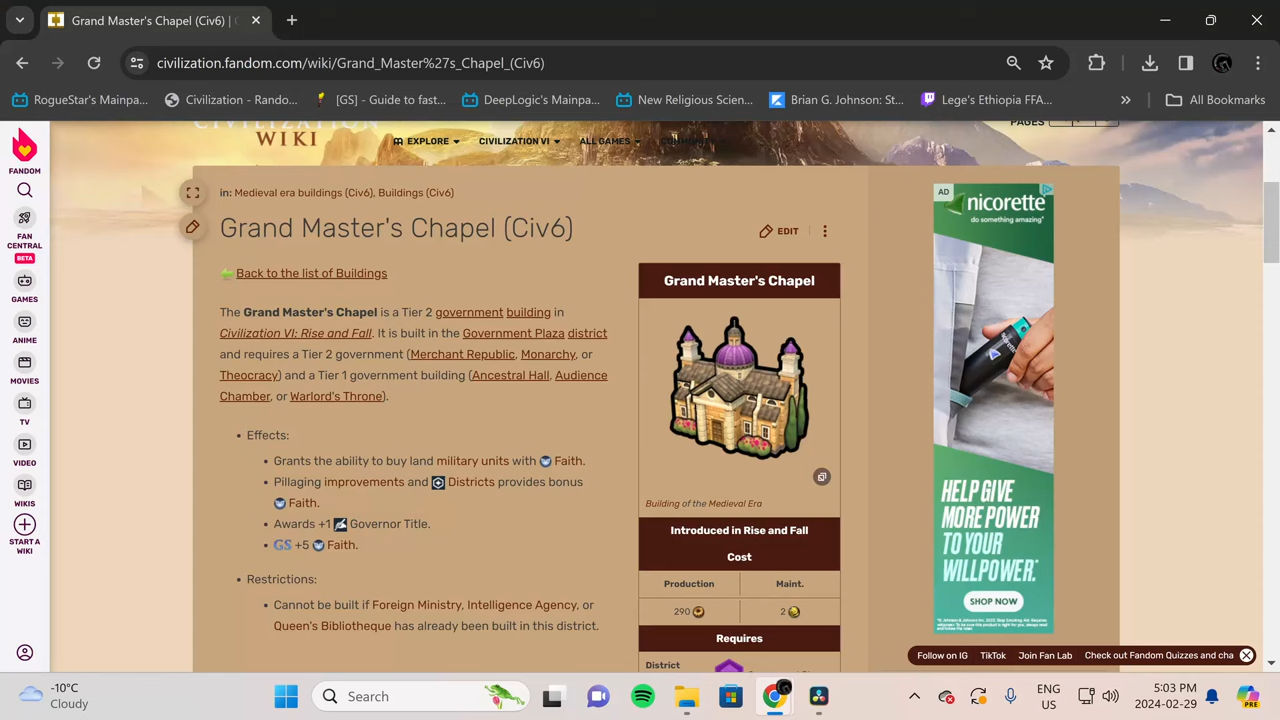 Grand Master's Chapel (Civ6) |
civilization.fandom.com/wiki/Grand_Master%27s_Chapel_(Civ6)
RogueStar's Mainpa...
Civilization - Rando...
[GS] - Guide to fast...
DeepLogic's Mainpa...
New Religious Scien...
Brian G. Johnson: St...
Lege's Ethiopia FFA...
All Bookmarks
FANDOM
FAN CENTRAL
BETA
GAMES
ANIME
MOVIES
TV
VIDEO
WIKIS
START A WIKI
CIVILIZATION
WIKI
EXPLORE
CIVILIZATION VI
ALL GAMES
PAGES
in: Medieval era buildings (Civ6), Buildings (Civ6)
Grand Master's Chapel (Civ6)
EDIT
Back to the list of Buildings
The Grand Master's Chapel is a Tier 2 government building in
Civilization VI: Rise and Fall. It is built in the Government Plaza district
and requires a Tier 2 government (Merchant Republic, Monarchy, or
Theocracy) and a Tier 1 government building (Ancestral Hall, Audience
Chamber, or Warlord's Throne).
Effects:
Grants the ability to buy land military units with Faith.
Pillaging improvements and Districts provides bonus
Faith.
Awards +1 Governor Title.
GS +5 Faith.
Restrictions:
Cannot be built if Foreign Ministry, Intelligence Agency, or
Queen's Bibliotheque has already been built in this district.
Grand Master's Chapel
Building of the Medieval Era
Introduced in Rise and Fall
Cost
Production Maint.
290 2
Requires
District
AD
nicorette
do something amazing
HELP GIVE
MORE POWER
TO YOUR
WILLPOWER.
SHOP NOW
Follow on IG TikTok Join Fan Lab Check out Fandom Quizzes and cha
-10°C
Cloudy
Search
ENG
US
5:03 PM
2024-02-29
PRE